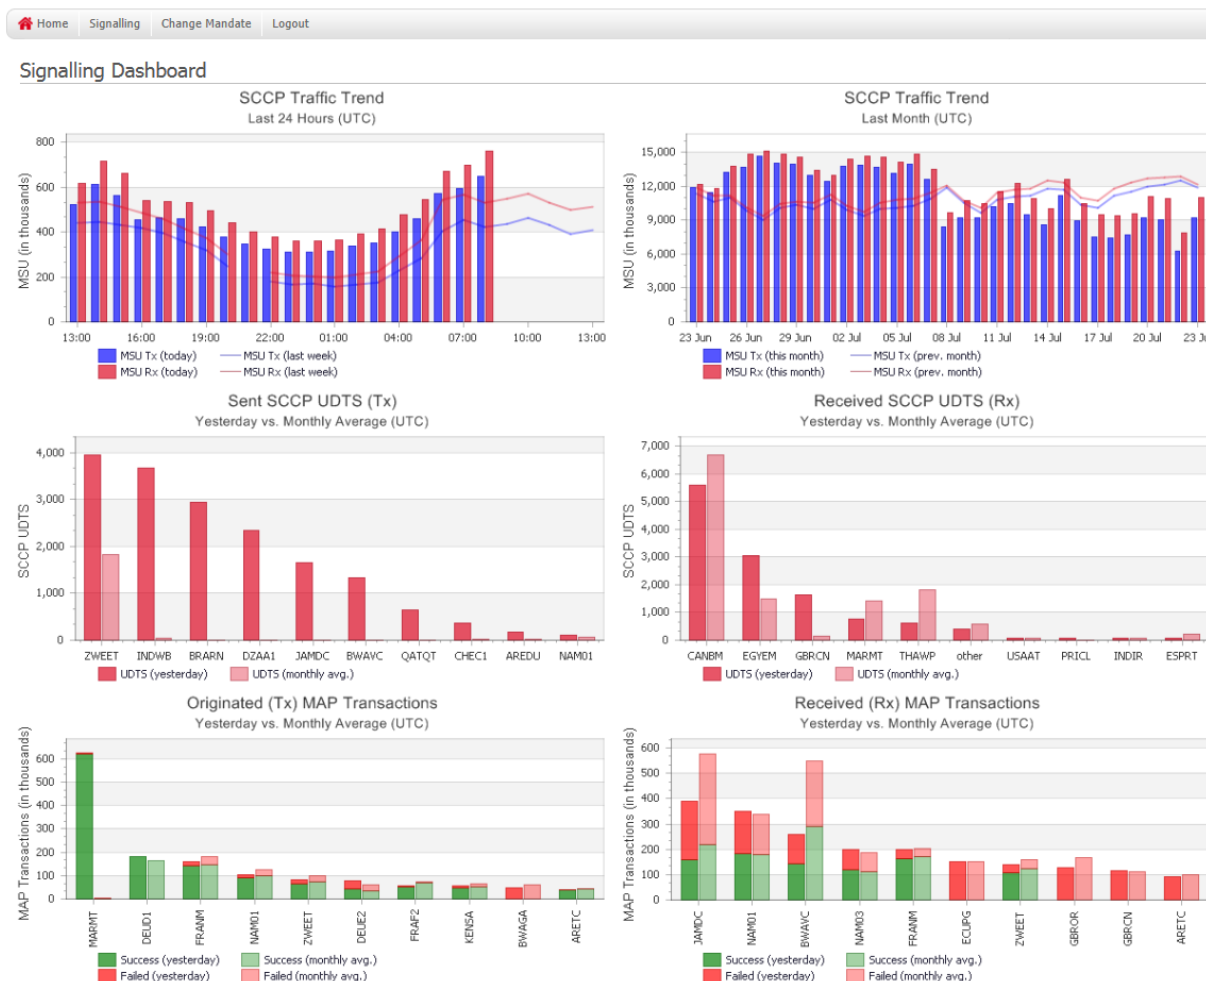 Home Signalling Change Mandate Logout
Signalling Dashboard
SCCP Traffic Trend
Last 24 Hours (UTC)
MSU (in thousands)
800
600
400
200
0
13:00 16:00 19:00 22:00 01:00 04:00 07:00 10:00 13:00
MSU Tx (today) MSU Tx (last week)
MSU Rx (today) MSU Rx (last week)
SCCP Traffic Trend
Last Month (UTC)
MSU (in thousands)
15,000
12,000
9,000
6,000
3,000
0
23 Jun 26 Jun 29 Jun 02 Jul 05 Jul 08 Jul 11 Jul 14 Jul 17 Jul 20 Jul 23 Ju
MSU Tx (this month) MSU Tx (prev. month)
MSU Rx (this month) MSU Rx (prev. month)
Sent SCCP UDTS (Tx)
Yesterday vs. Monthly Average (UTC)
SCCP UDTS
4,000
3,000
2,000
1,000
0
ZWEET INDWB BRARN DZAA1 JAMDC BWAVC QATQT CHEC1 AREDU NAM01
UDTS (yesterday) UDTS (monthly avg.)
Received SCCP UDTS (Rx)
Yesterday vs. Monthly Average (UTC)
SCCP UDTS
7,000
6,000
5,000
4,000
3,000
2,000
1,000
0
CANBM EGYEM GBRCN MARMT THAWP other USAAT PRICL INDIR ESPRT
UDTS (yesterday) UDTS (monthly avg.)
Originated (Tx) MAP Transactions
Yesterday vs. Monthly Average (UTC)
MAP Transactions (in thousands)
600
500
400
300
200
100
0
MARMT DEUD1 FRANM NAM01 ZWEET DEUE2 FRAF2 KENSA BWAGA ARETC
Success (yesterday) Success (monthly avg.)
Failed (yesterday) Failed (monthly avg.)
Received (Rx) MAP Transactions
Yesterday vs. Monthly Average (UTC)
MAP Transactions (in thousands)
600
500
400
300
200
100
0
JAMDC NAM01 BWAVC NAM03 FRANM ECUPG ZWEET GBROR GBRCN ARETC
Success (yesterday) Success (monthly avg.)
Failed (yesterday) Failed (monthly avg.)